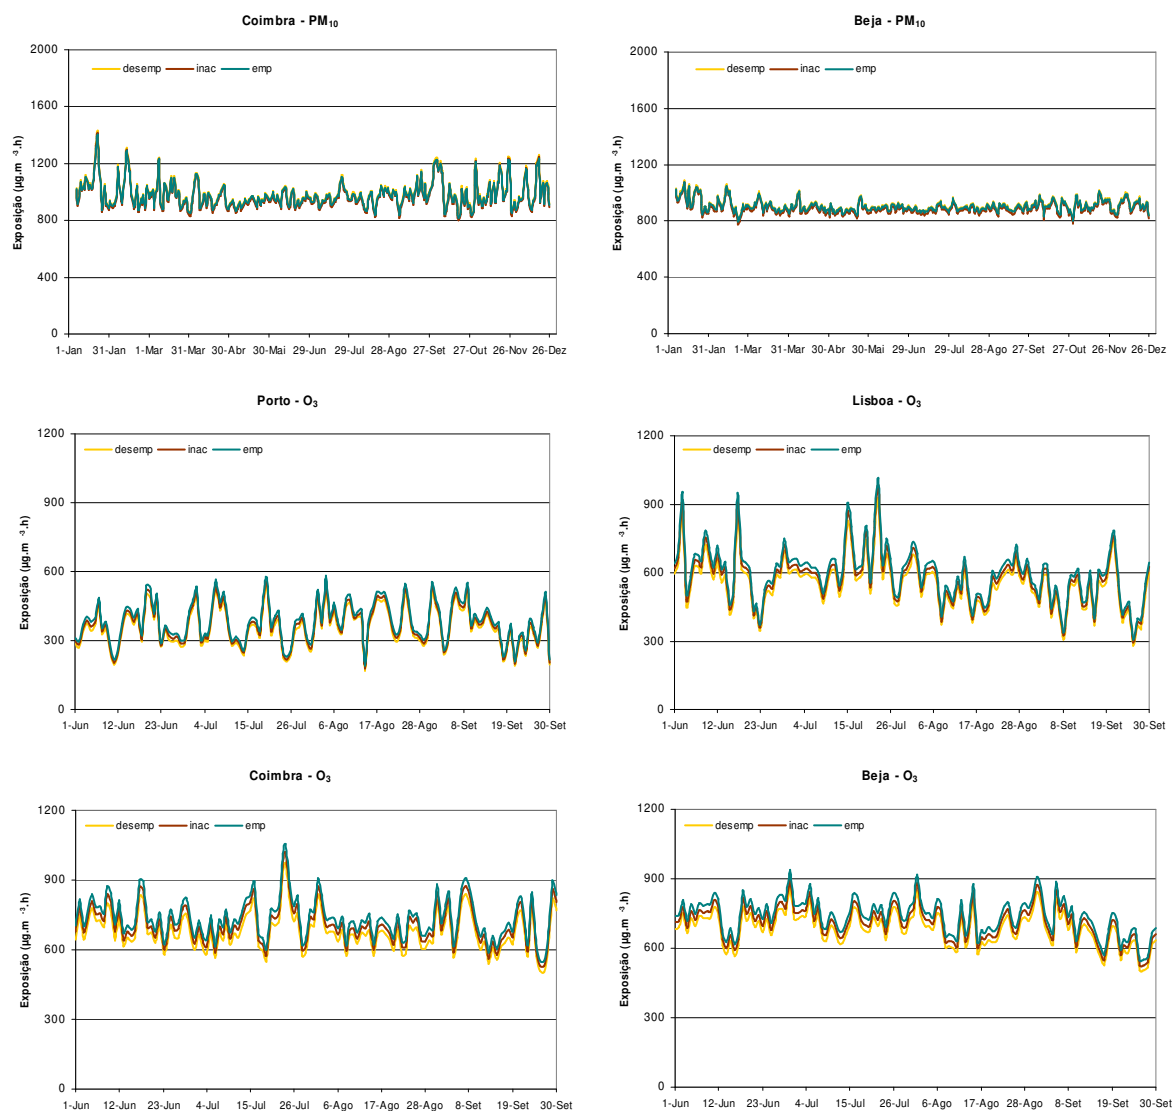 Coimbra - PM₁₀
2000
1600
1200
800
400
0
Exposição (µg.m ⁻³.h)
desemp inac emp
1-Jan 31-Jan 1-Mar 31-Mar 30-Abr 30-Mai 29-Jun 29-Jul 28-Ago 27-Set 27-Out 26-Nov 26-Dez
Beja - PM₁₀
2000
1600
1200
800
400
0
Exposição (µg.m ⁻³.h)
desemp inac emp
1-Jan 31-Jan 1-Mar 31-Mar 30-Abr 30-Mai 29-Jun 29-Jul 28-Ago 27-Set 27-Out 26-Nov 26-Dez
Porto - O₃
1200
900
600
300
0
Exposição (µg.m ⁻³.h)
desemp inac emp
1-Jun 12-Jun 23-Jun 4-Jul 15-Jul 26-Jul 6-Ago 17-Ago 28-Ago 8-Set 19-Set 30-Set
Lisboa - O₃
1200
900
600
300
0
Exposição (µg.m ⁻³.h)
desemp inac emp
1-Jun 12-Jun 23-Jun 4-Jul 15-Jul 26-Jul 6-Ago 17-Ago 28-Ago 8-Set 19-Set 30-Set
Coimbra - O₃
1200
900
600
300
0
Exposição (µg.m ⁻³.h)
desemp inac emp
1-Jun 12-Jun 23-Jun 4-Jul 15-Jul 26-Jul 6-Ago 17-Ago 28-Ago 8-Set 19-Set 30-Set
Beja - O₃
1200
900
600
300
0
Exposição (µg.m ⁻³.h)
desemp inac emp
1-Jun 12-Jun 23-Jun 4-Jul 15-Jul 26-Jul 6-Ago 17-Ago 28-Ago 8-Set 19-Set 30-Set